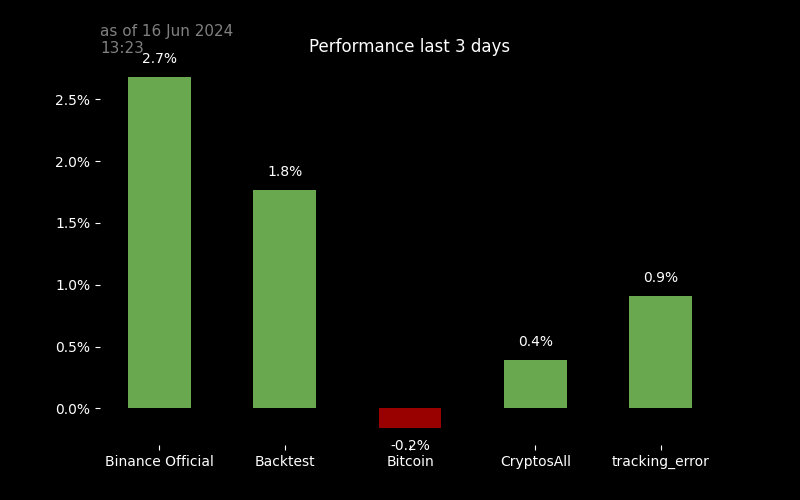 as of 16 Jun 2024
13:23
Performance last 3 days
2.7%
1.8%
-0.2%
0.4%
0.9%
2.5%
2.0%
1.5%
1.0%
0.5%
0.0%
Binance Official
Backtest
Bitcoin
CryptosAll
tracking_error